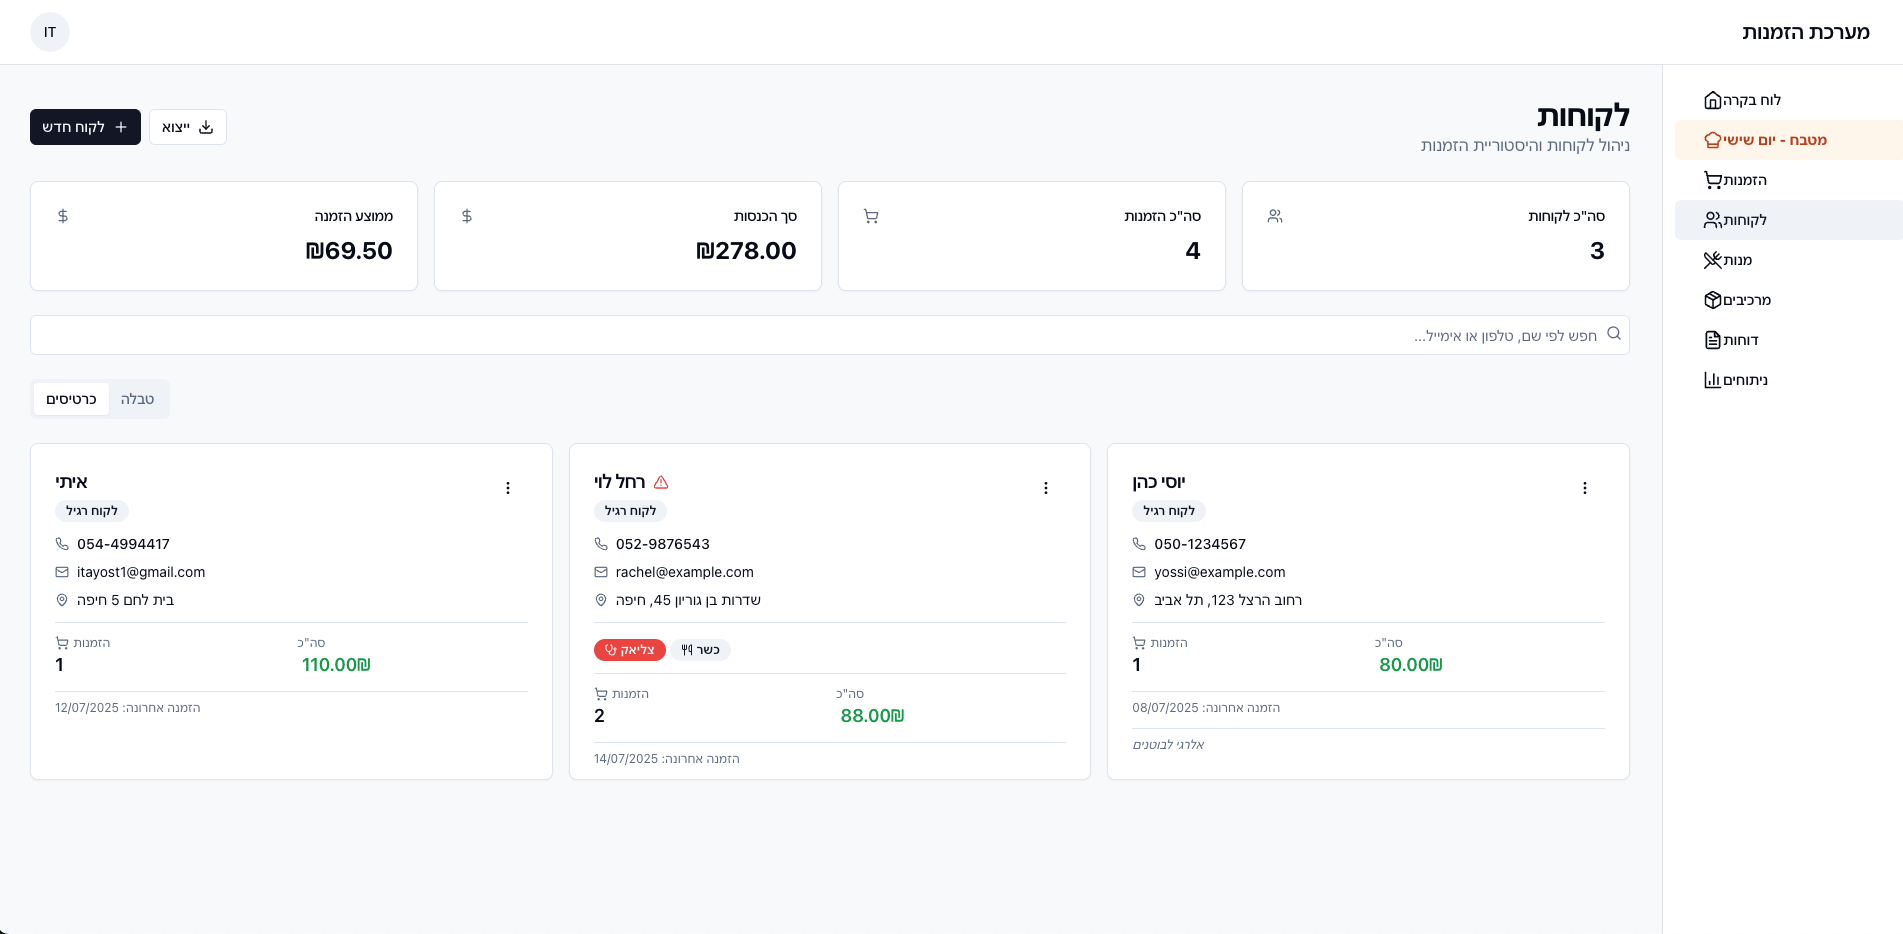 מערכת הזמנות
IT
לוח בקרה
מטבח - יום שישי
הזמנות
לקוחות
מנות
מרכיבים
דוחות
ניתוחים
לקוחות
ניהול לקוחות והיסטוריית הזמנות
ייצוא
לקוח חדש
סה"כ לקוחות
3
סה"כ הזמנות
4
סך הכנסות
₪278.00
ממוצע הזמנה
₪69.50
חפש לפי שם, טלפון או אימייל...
טבלה
כרטיסים
יוסי כהן
לקוח רגיל
050-1234567
yossi@example.com
רחוב הרצל 123, תל אביב
הזמנות
סה"כ
1
80.00₪
הזמנה אחרונה: 08/07/2025
אלרגי לבוטנים
רחל לוי
לקוח רגיל
052-9876543
rachel@example.com
שדרות בן גוריון 45, חיפה
צליאק
כשר
הזמנות
סה"כ
2
88.00₪
הזמנה אחרונה: 14/07/2025
איתי
לקוח רגיל
054-4994417
itayost1@gmail.com
בית לחם 5 חיפה
הזמנות
סה"כ
1
110.00₪
הזמנה אחרונה: 12/07/2025